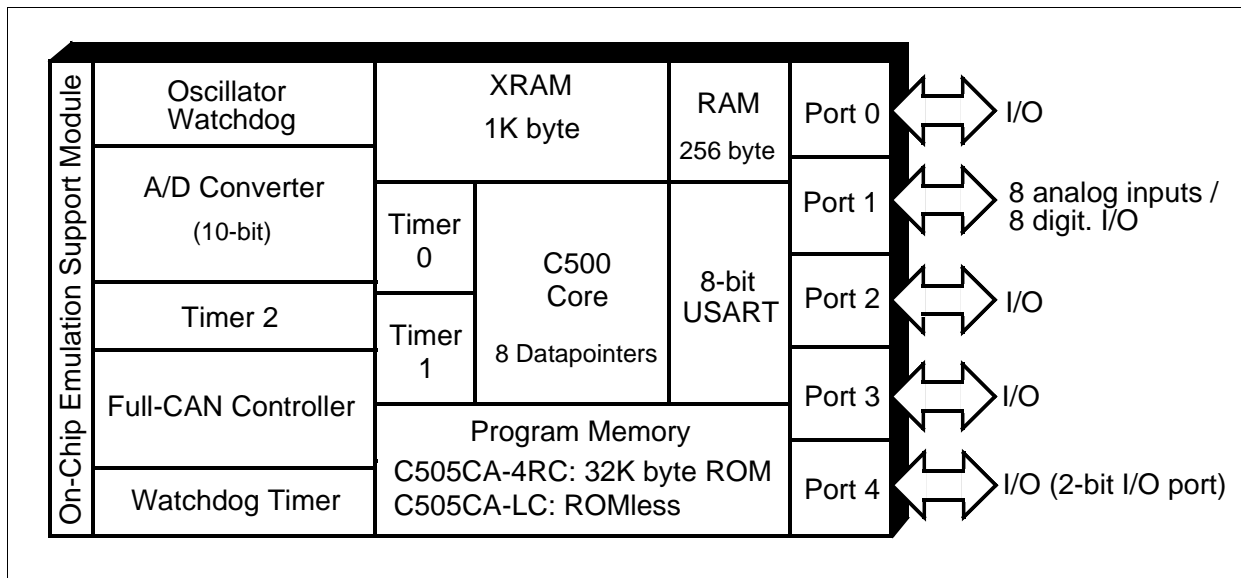 On-Chip Emulation Support Module
Oscillator
Watchdog
A/D Converter
(10-bit)
Timer 2
Full-CAN Controller
Watchdog Timer
XRAM
1K byte
RAM
256 byte
Timer
0
Timer
1
C500
Core
8 Datapointers
8-bit
USART
Program Memory
C505CA-4RC: 32K byte ROM
C505CA-LC: ROMless
Port 0
I/O
Port 1
8 analog inputs /
8 digit. I/O
Port 2
I/O
Port 3
I/O
Port 4
I/O (2-bit I/O port)